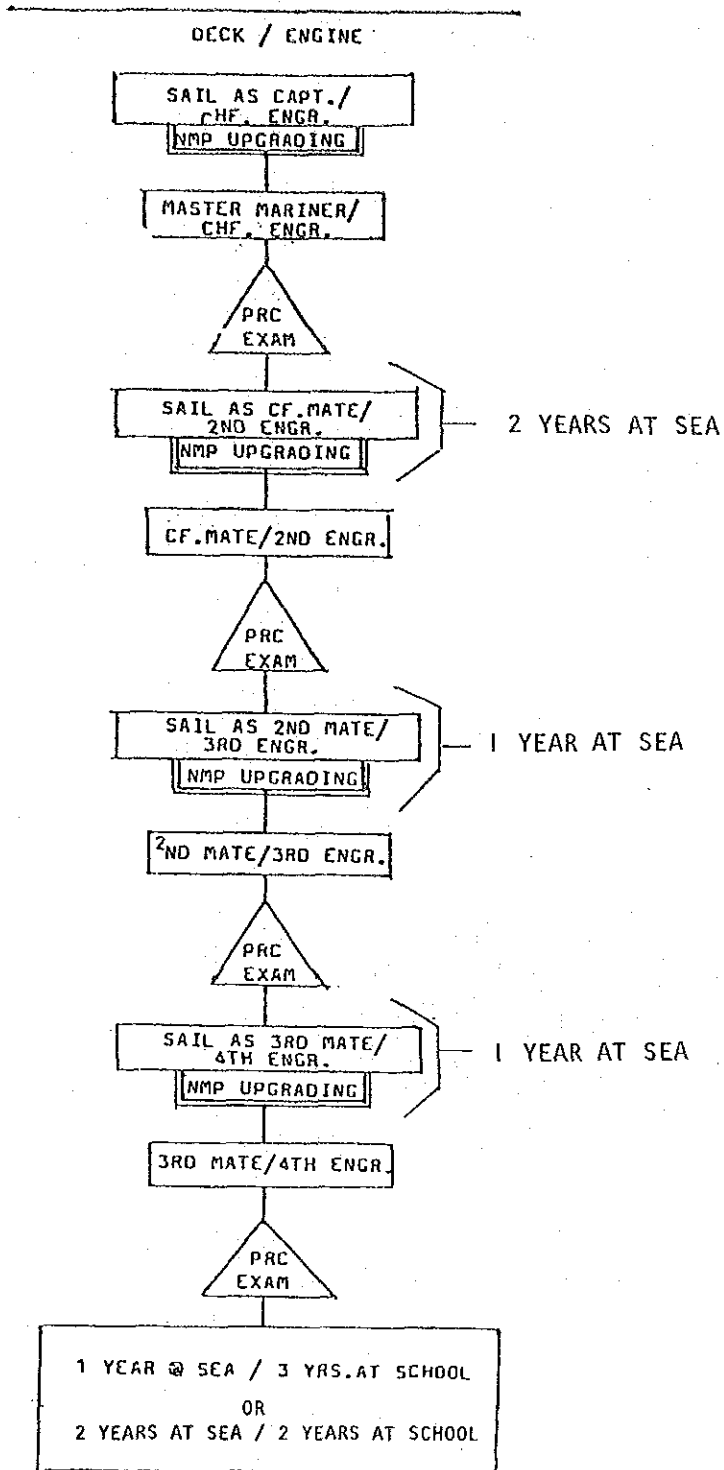 DECK / ENGINE
SAIL AS CAPT./
CHF. ENGR.
NMP UPGRADING
MASTER MARINER/
CHF. ENGR.
PRC
EXAM
SAIL AS CF.MATE/
2ND ENGR.
NMP UPGRADING
2 YEARS AT SEA
CF.MATE/2ND ENGR.
PRC
EXAM
SAIL AS 2ND MATE/
3RD ENGR.
NMP UPGRADING
1 YEAR AT SEA
2ND MATE/3RD ENGR.
PRC
EXAM
SAIL AS 3RD MATE/
4TH ENGR.
NMP UPGRADING
1 YEAR AT SEA
3RD MATE/4TH ENGR.
PRC
EXAM
1 YEAR @ SEA / 3 YRS.AT SCHOOL
OR
2 YEARS AT SEA / 2 YEARS AT SCHOOL